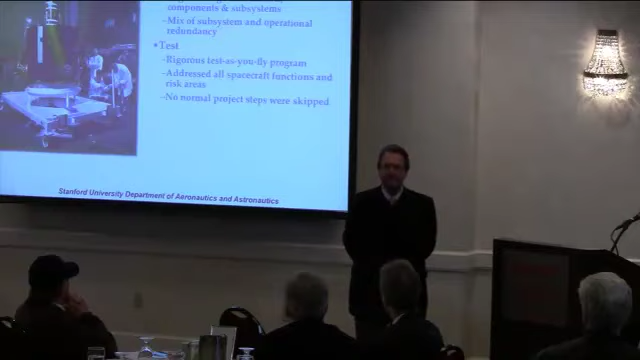 components & subsystems
–Mix of subsystem and operational
redundancy
•Test
–Rigorous test-as-you-fly program
–Addressed all spacecraft functions and
risk areas
–No normal project steps were skipped
Stanford University Department of Aeronautics and Astronautics